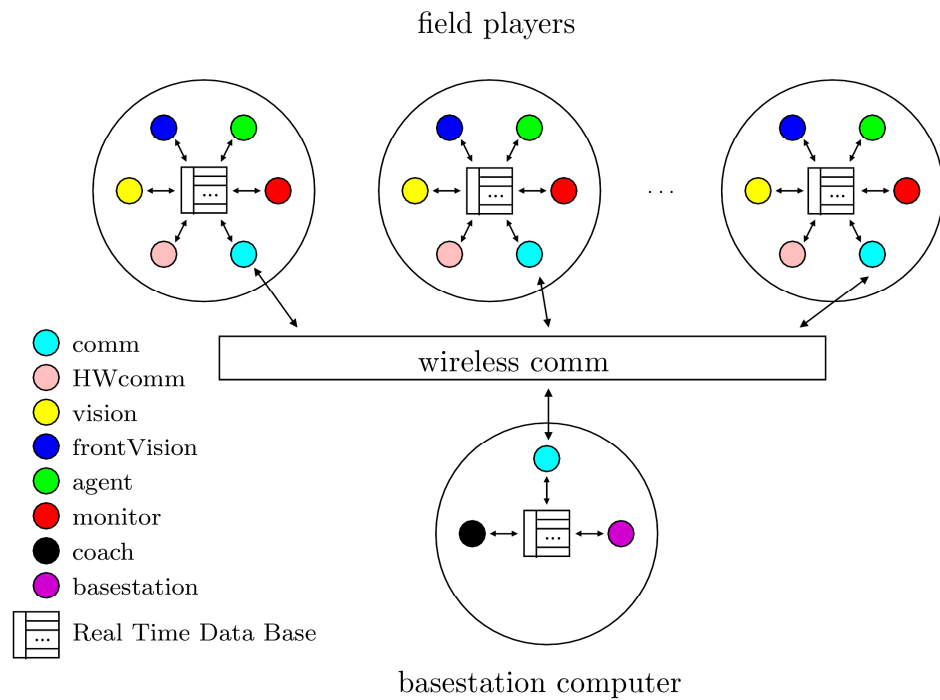 field players
...
...
...
. . .
wireless comm
comm
HWcomm
vision
frontVision
agent
monitor
coach
basestation
...
...
Real Time Data Base
basestation computer